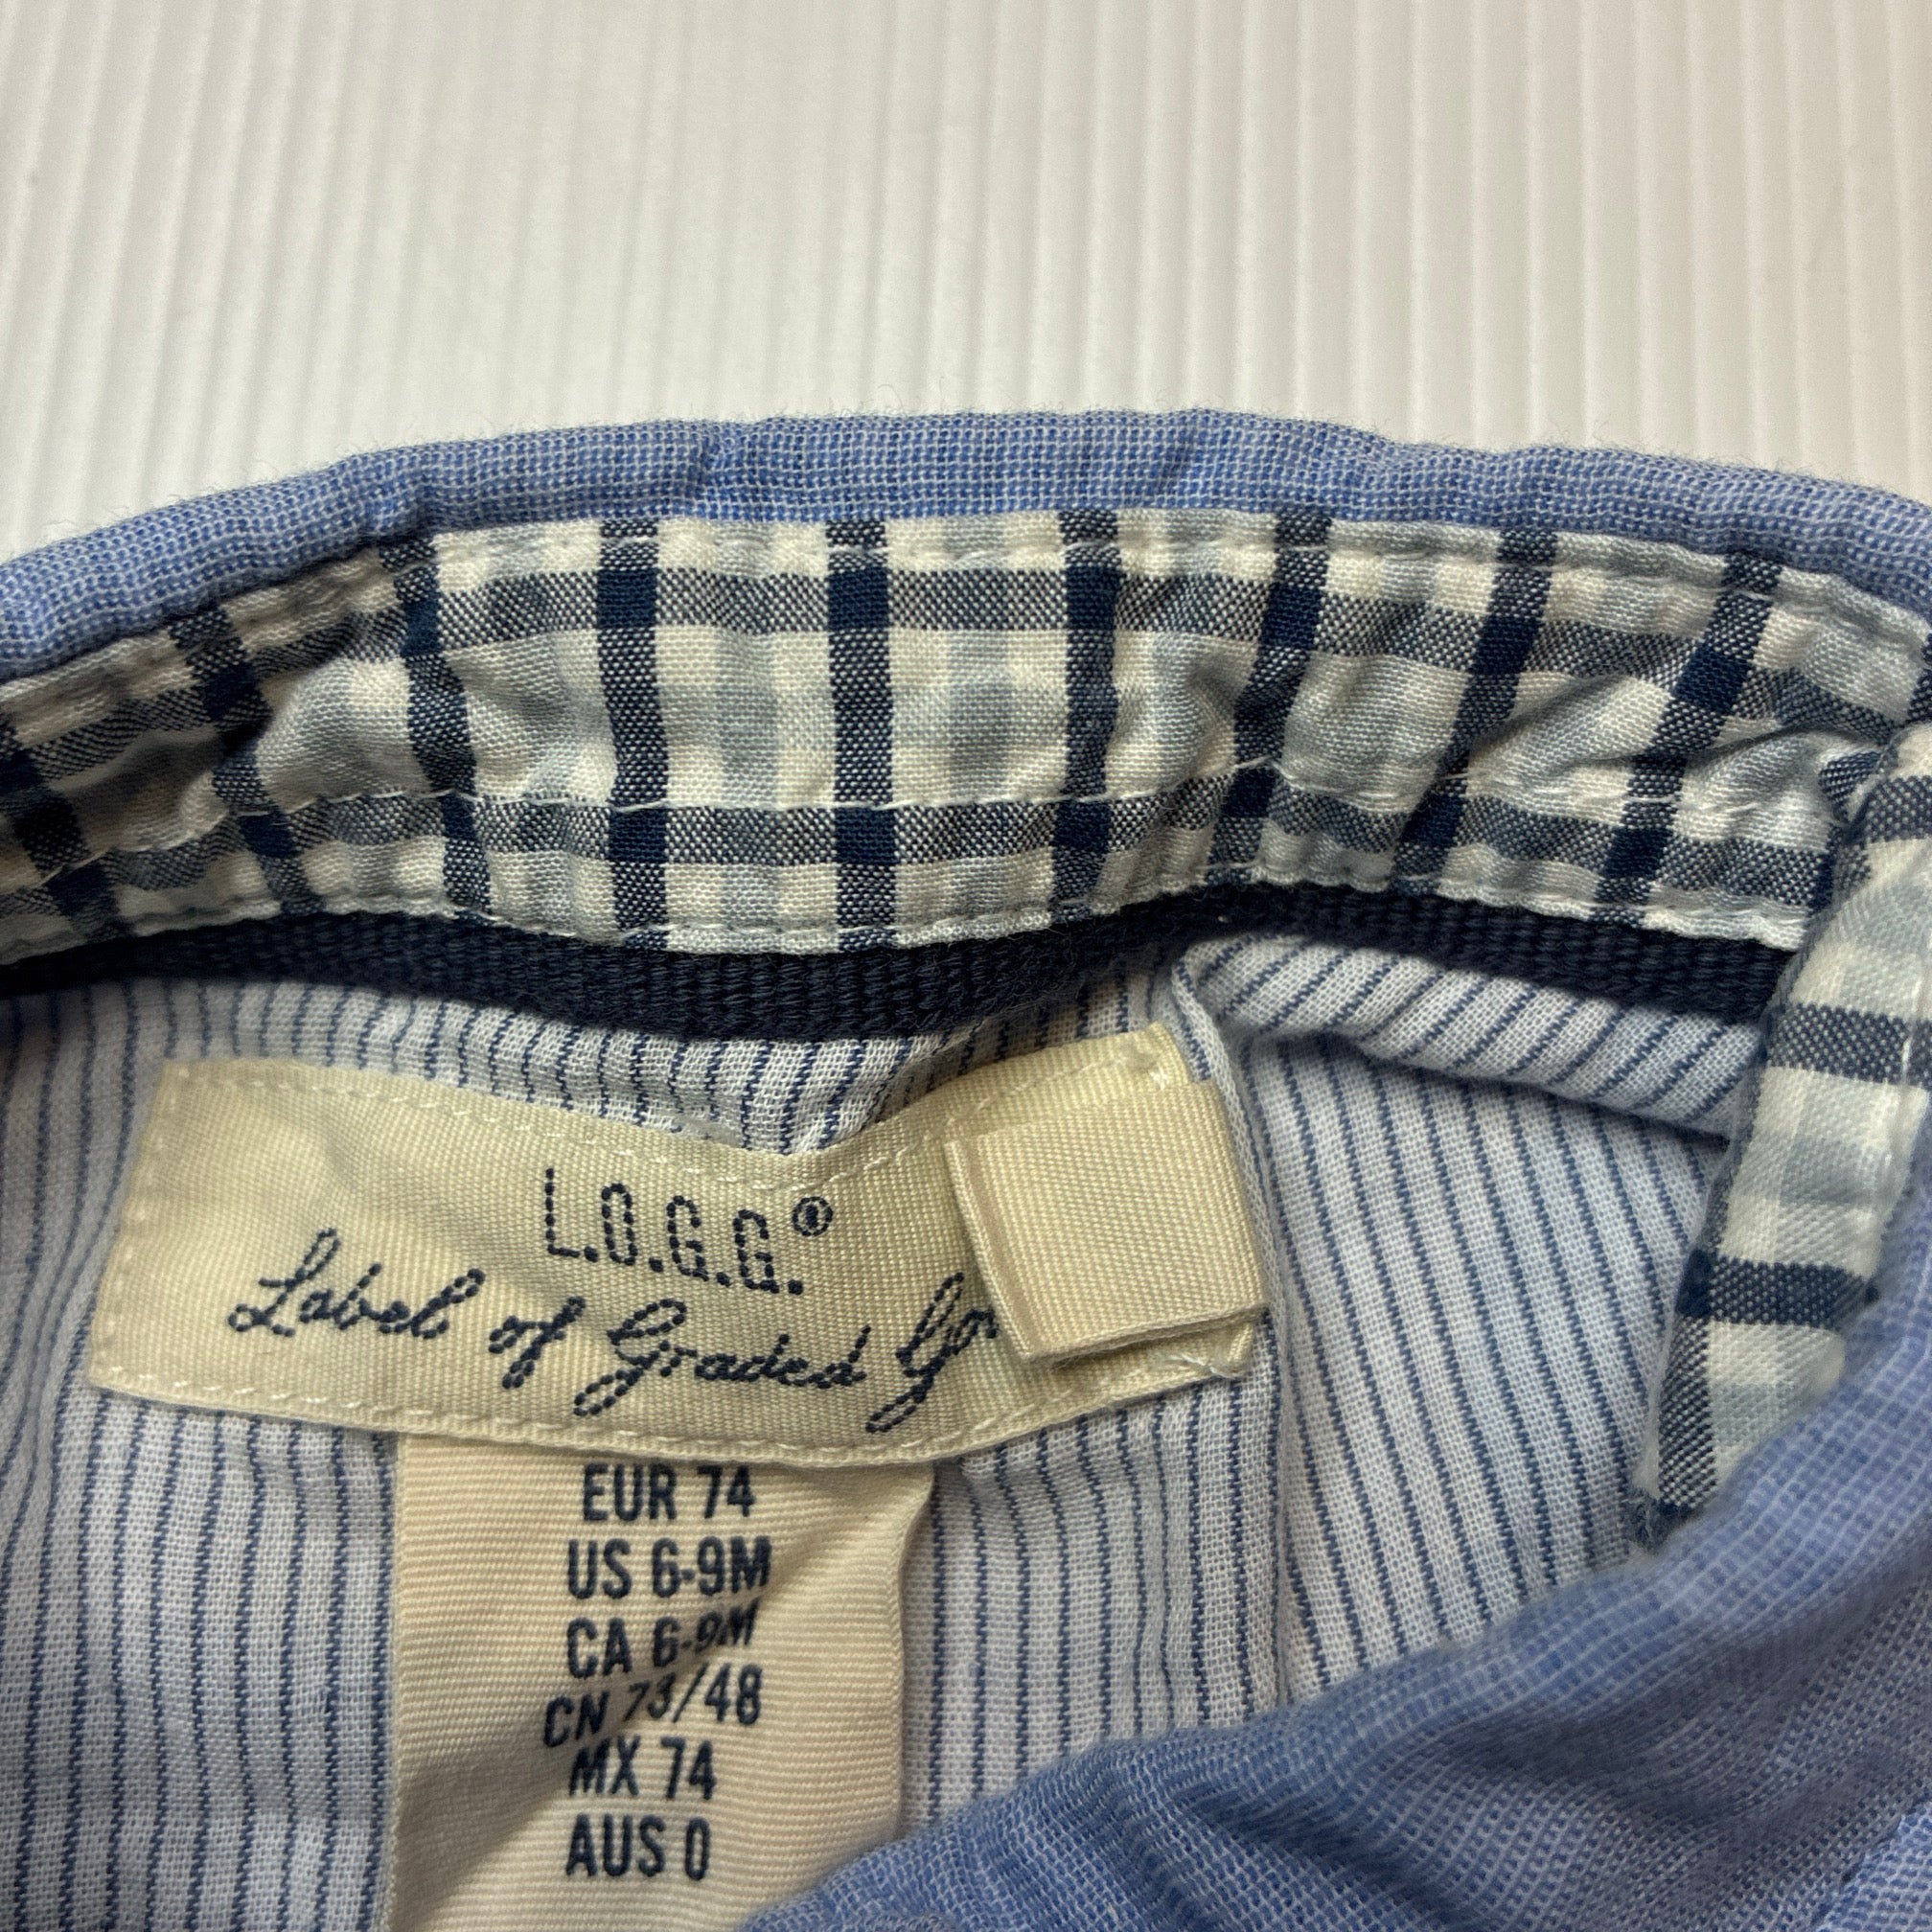 L.O.G.G.®
Label of Graded
EUR 74
US 6-9M
CA 6-9M
CN 73/48
MX 74
AUS 0